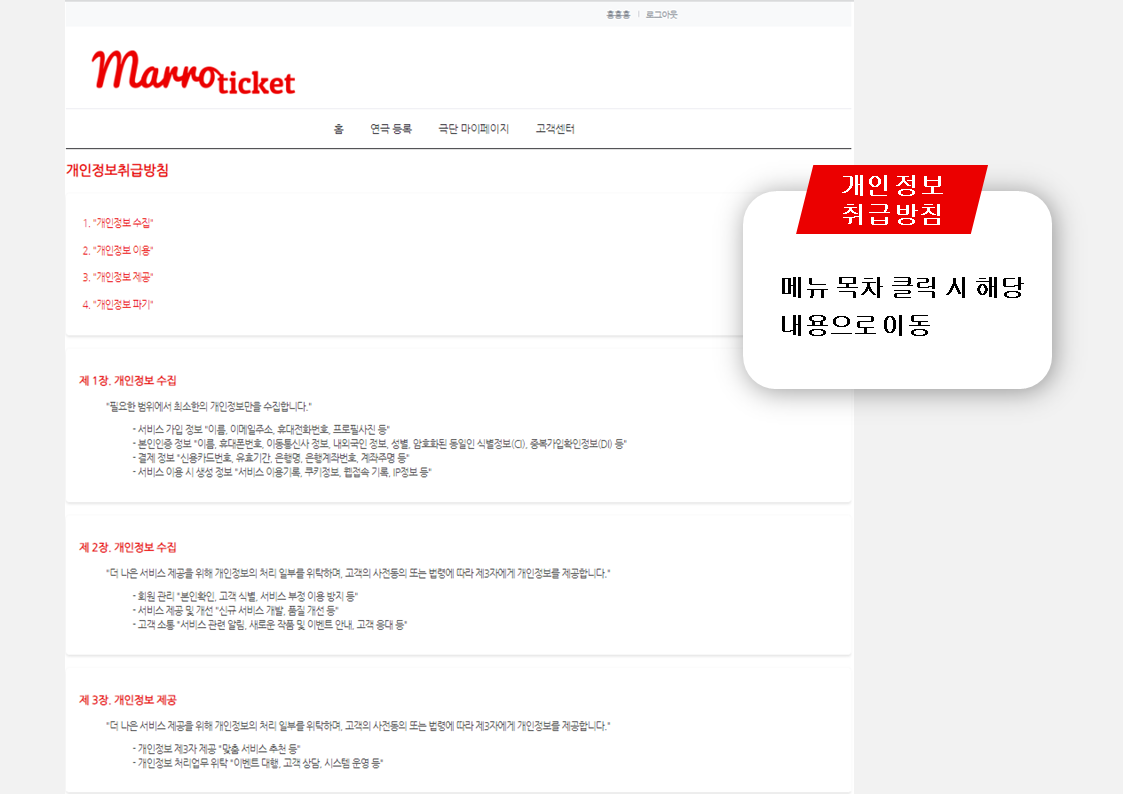 홍홍홍 | 로그아웃
Marroticket
홈 연극 등록 극단 마이페이지 고객센터
개인정보취급방침
1. "개인정보 수집"
2. "개인정보 이용"
3. "개인정보 제공"
4. "개인정보 파기"
개인정보
취급방침
메뉴 목차 클릭 시 해당
내용으로 이동
제 1장. 개인정보 수집
"필요한 범위에서 최소한의 개인정보만을 수집합니다."
- 서비스 가입 정보 "이름, 이메일주소, 휴대전화번호, 프로필사진 등"
- 본인인증 정보 "이름, 휴대폰번호, 이동통신사 정보, 내외국인 정보, 성별, 암호화된 동일인 식별정보(CI), 중복가입확인정보(DI) 등"
- 결제 정보 "신용카드번호, 유효기간, 은행명, 은행계좌번호, 계좌주명 등"
- 서비스 이용 시 생성 정보 "서비스 이용기록, 쿠키정보, 웹접속 기록, IP정보 등"
제 2장. 개인정보 수집
"더 나은 서비스 제공을 위해 개인정보의 처리 일부를 위탁하며, 고객의 사전동의 또는 법령에 따라 제3자에게 개인정보를 제공합니다."
- 회원 관리 "본인확인, 고객 식별, 서비스 부정 이용 방지 등"
- 서비스 제공 및 개선 "신규 서비스 개발, 품질 개선 등"
- 고객 소통 "서비스 관련 알림, 새로운 작품 및 이벤트 안내, 고객 응대 등"
제 3장. 개인정보 제공
"더 나은 서비스 제공을 위해 개인정보의 처리 일부를 위탁하며, 고객의 사전동의 또는 법령에 따라 제3자에게 개인정보를 제공합니다."
- 개인정보 제3자 제공 "맞춤 서비스 추천 등"
- 개인정보 처리업무 위탁 "이벤트 대행, 고객 상담, 시스템 운영 등"